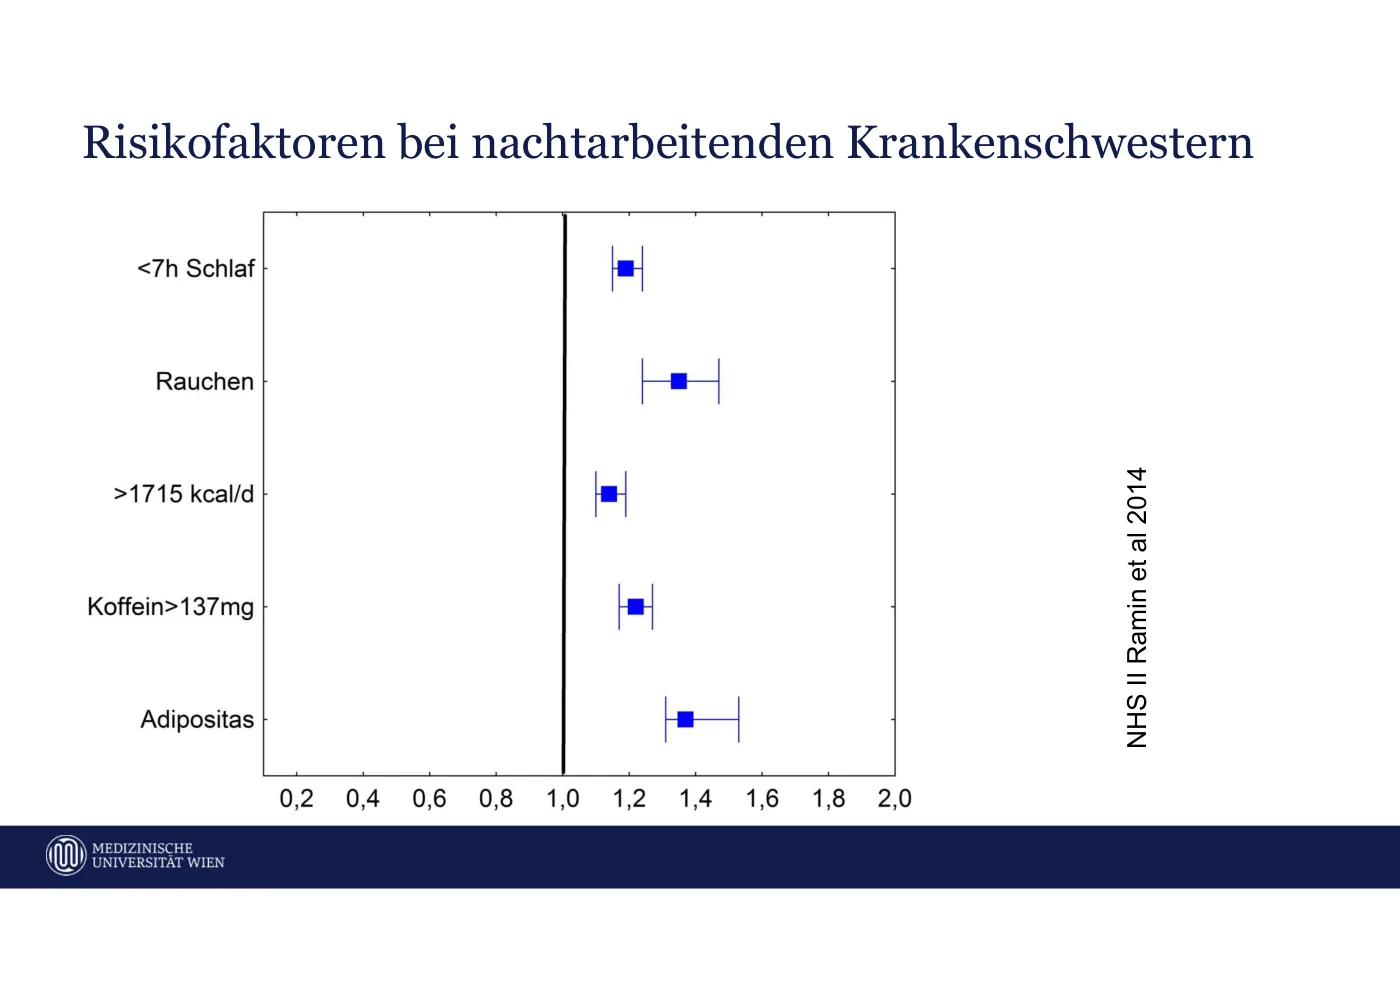 Risikofaktoren bei nachtarbeitenden Krankenschwestern
<7h Schlaf
Rauchen
>1715 kcal/d
Koffein>137mg
Adipositas
0,2 0,4 0,6 0,8 1,0 1,2 1,4 1,6 1,8 2,0
NHS II Ramin et al 2014
MEDIZINISCHE
UNIVERSITÄT WIEN